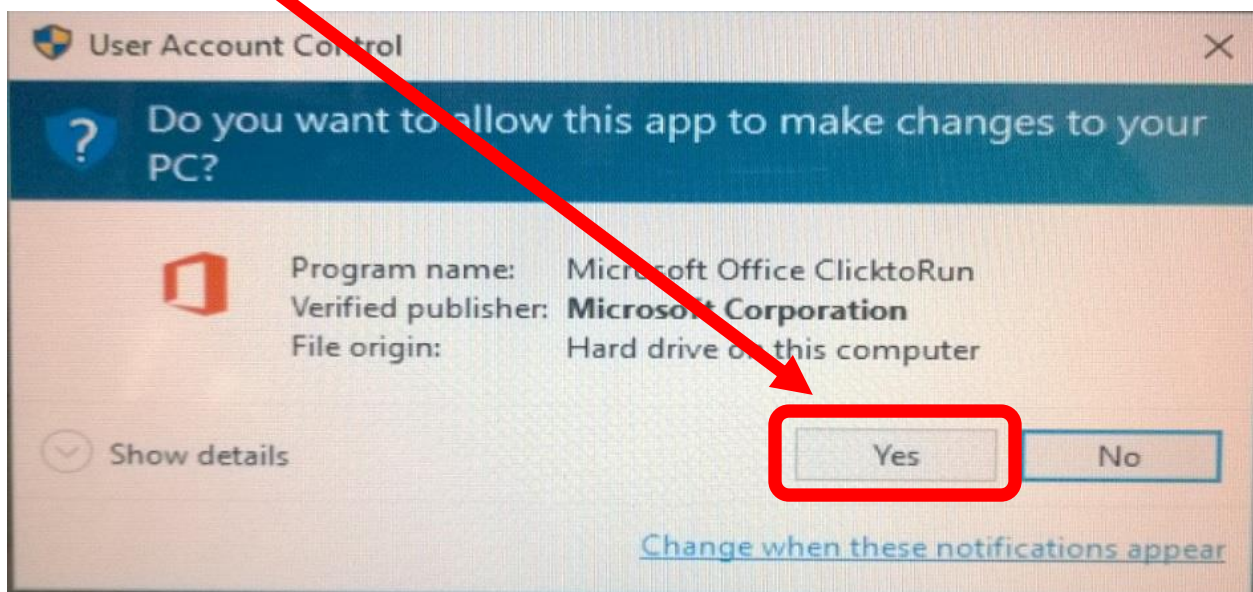 User Account Control
Do you want to allow this app to make changes to your
PC?
Program name: Microsoft Office ClicktoRun
Verified publisher: Microsoft Corporation
File origin: Hard drive on this computer
Show details
Yes No
Change when these notifications appear